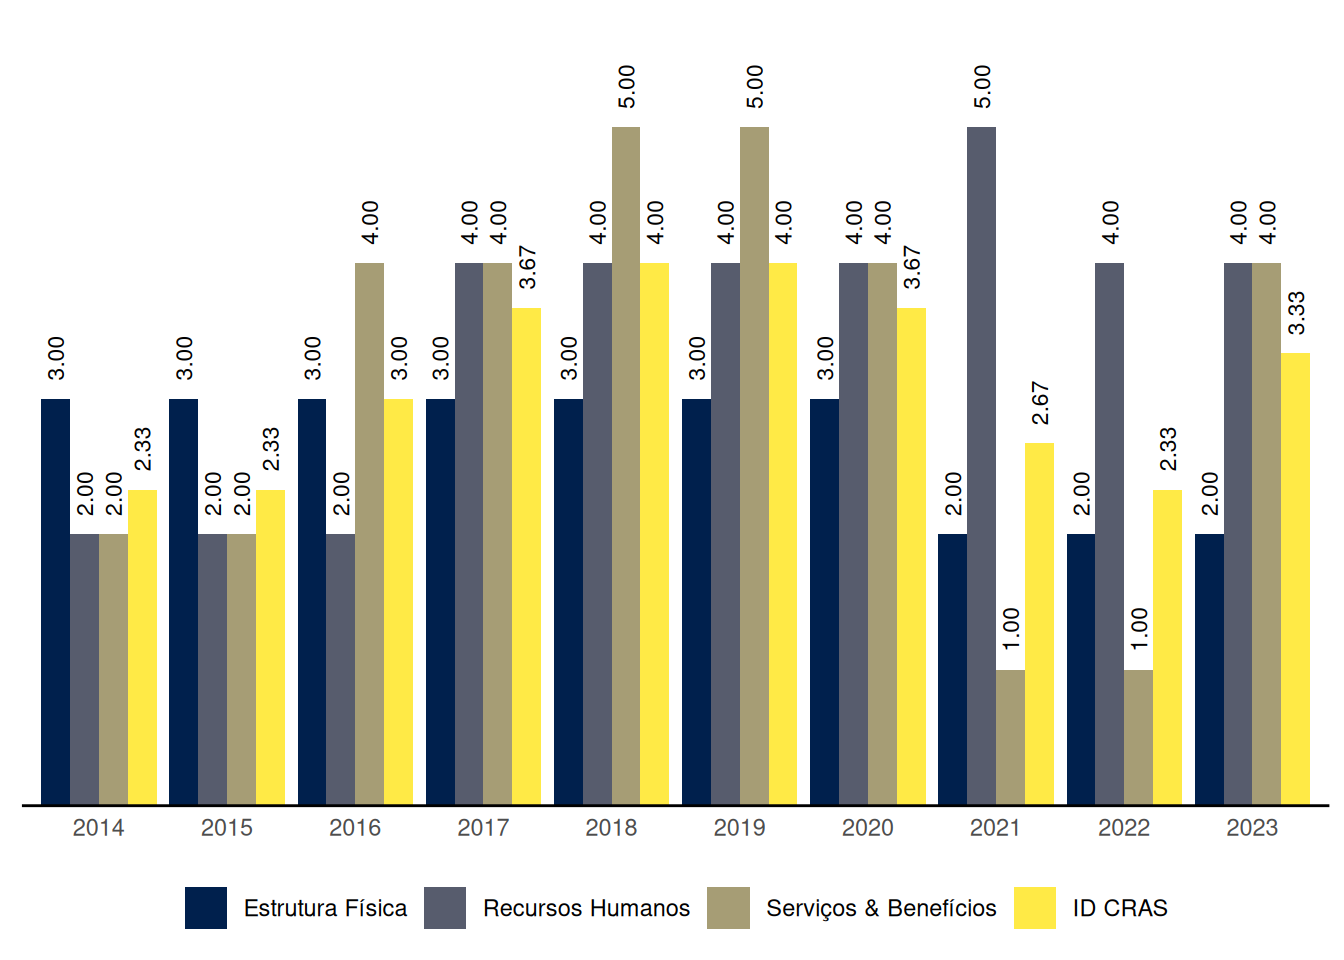 5.00 5.00 5.00
4.00 4.00 4.00 4.00 4.00 4.00 4.00 4.00 4.00 4.00 4.00 4.00
3.67 3.67
3.33
3.00 3.00 3.00 3.00 3.00 3.00 3.00 3.00
2.67
2.33 2.33 2.33
2.00 2.00 2.00 2.00 2.00 2.00 2.00 2.00
1.00 1.00
2014 2015 2016 2017 2018 2019 2020 2021 2022 2023
Estrutura Física Recursos Humanos Serviços & Benefícios ID CRAS